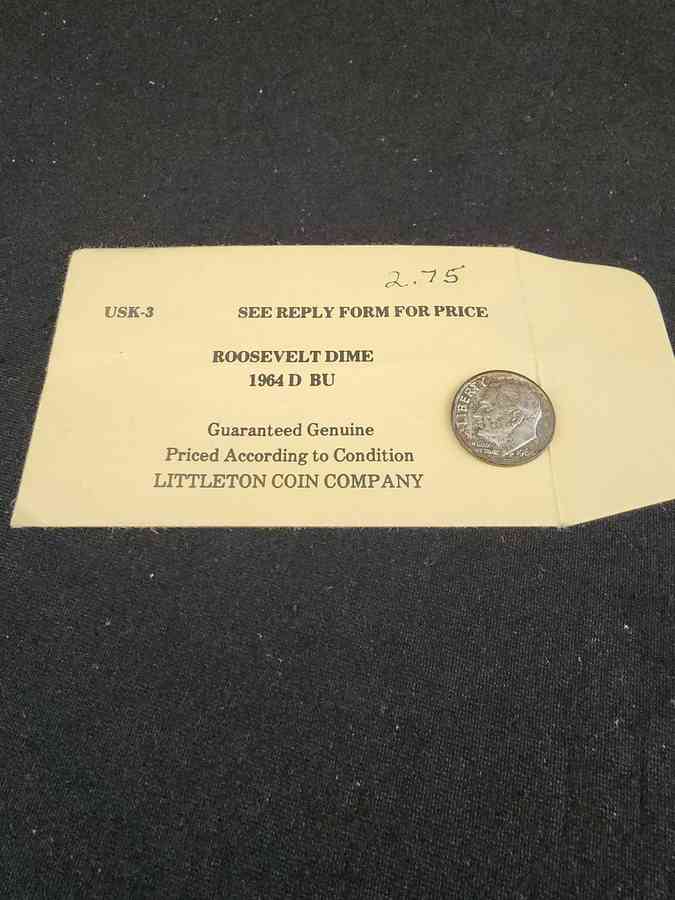 2.75
USK-3 SEE REPLY FORM FOR PRICE
ROOSEVELT DIME
1964 D BU
Guaranteed Genuine
Priced According to Condition
LITTLETON COIN COMPANY
LIBERTY